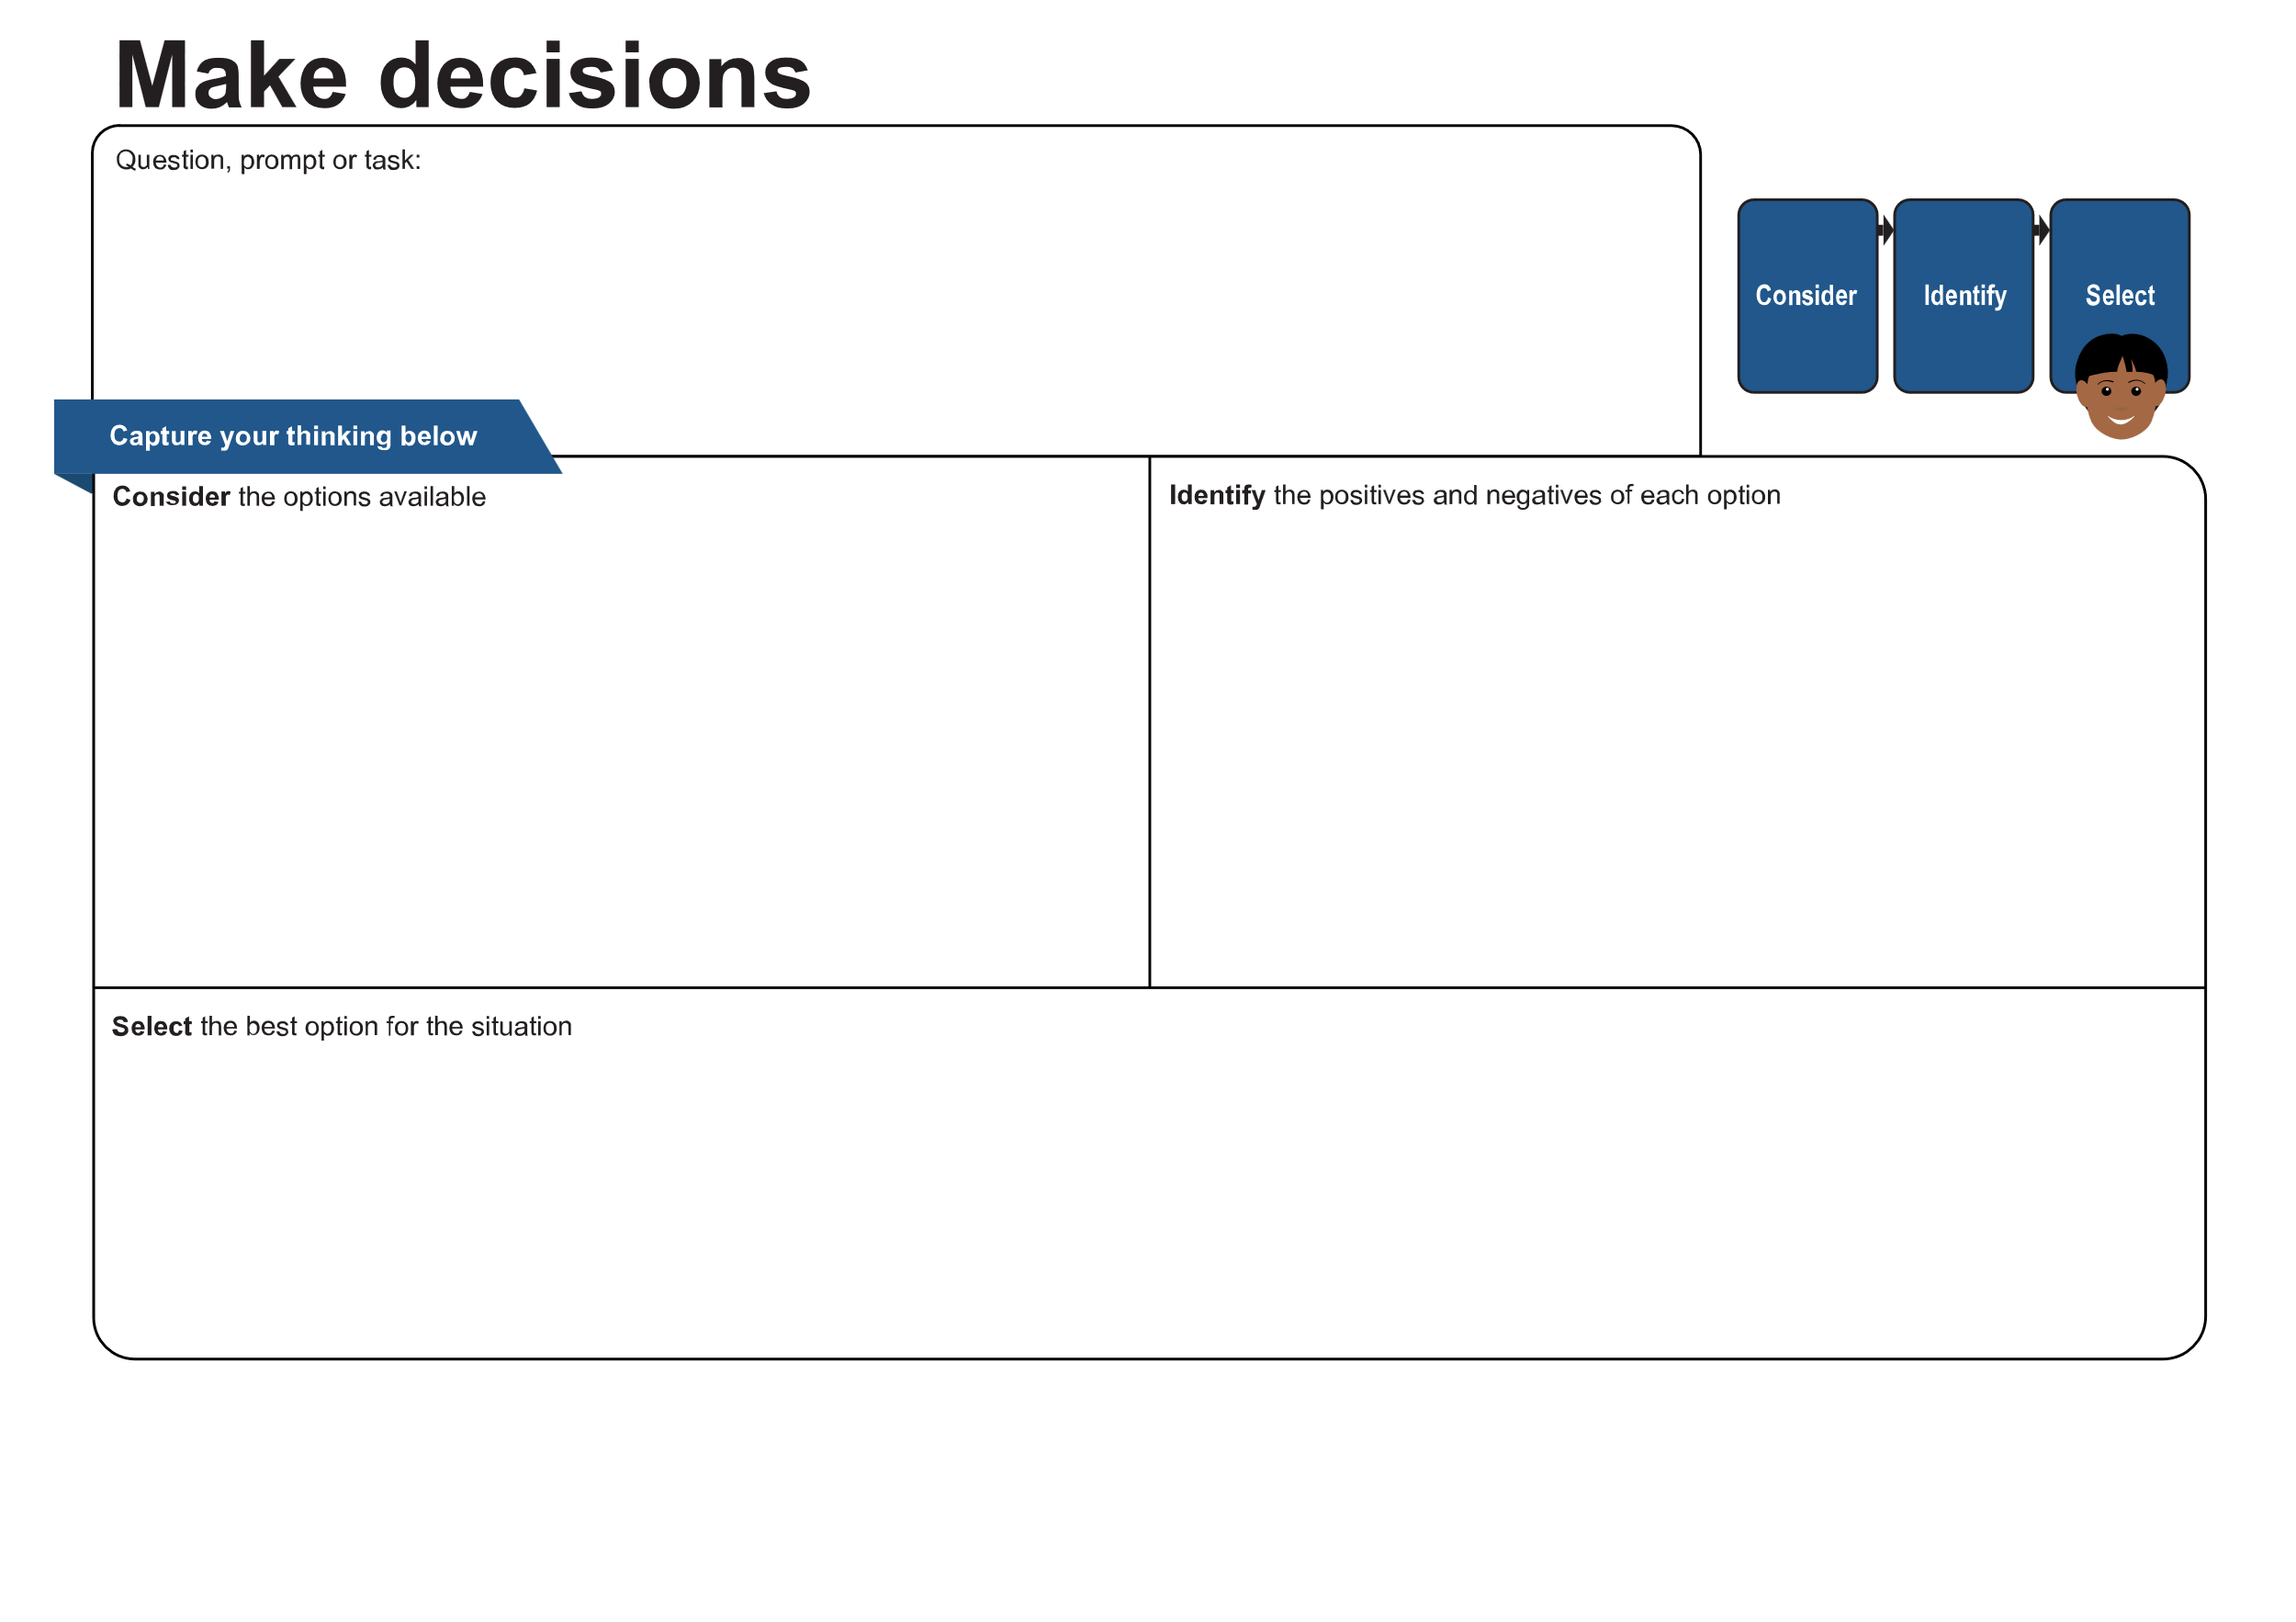 Make decisions
Question, prompt or task:
Consider
Identify
Select
Capture your thinking below
Consider the options available
Identify the positives and negatives of each option
Select the best option for the situation